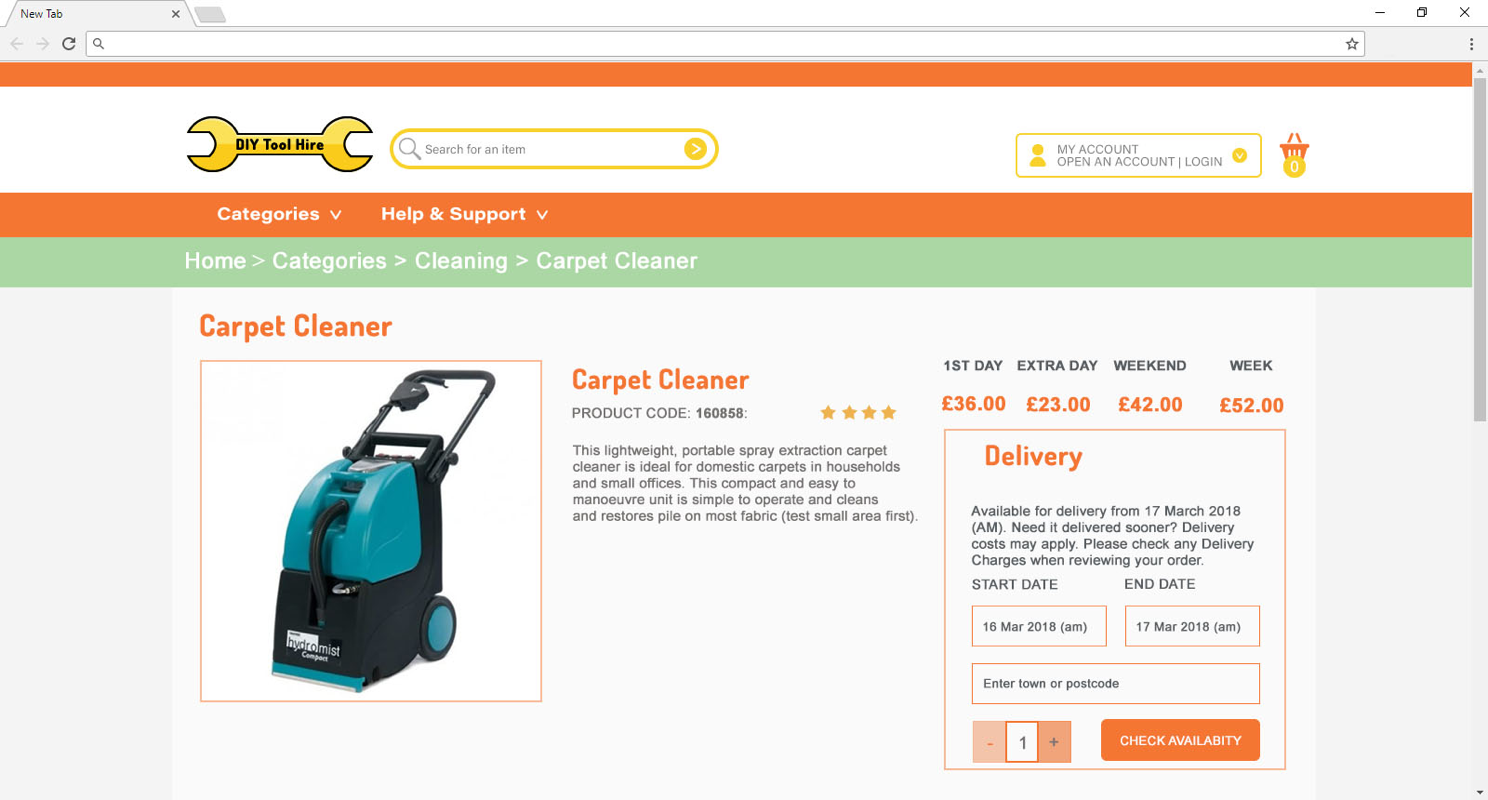 New Tab
DIY Tool Hire
Search for an item
MY ACCOUNT
OPEN AN ACCOUNT | LOGIN
0
Categories
Help & Support
Home > Categories > Cleaning > Carpet Cleaner
Carpet Cleaner
hydromist
Compact
Carpet Cleaner
PRODUCT CODE: 160858:
This lightweight, portable spray extraction carpet
cleaner is ideal for domestic carpets in households
and small offices. This compact and easy to
manoeuvre unit is simple to operate and cleans
and restores pile on most fabric (test small area first).
1ST DAY EXTRA DAY WEEKEND WEEK
£36.00 £23.00 £42.00 £52.00
Delivery
Available for delivery from 17 March 2018
(AM). Need it delivered sooner? Delivery
costs may apply. Please check any Delivery
Charges when reviewing your order.
START DATE END DATE
16 Mar 2018 (am) 17 Mar 2018 (am)
Enter town or postcode
- 1 + CHECK AVAILABITY